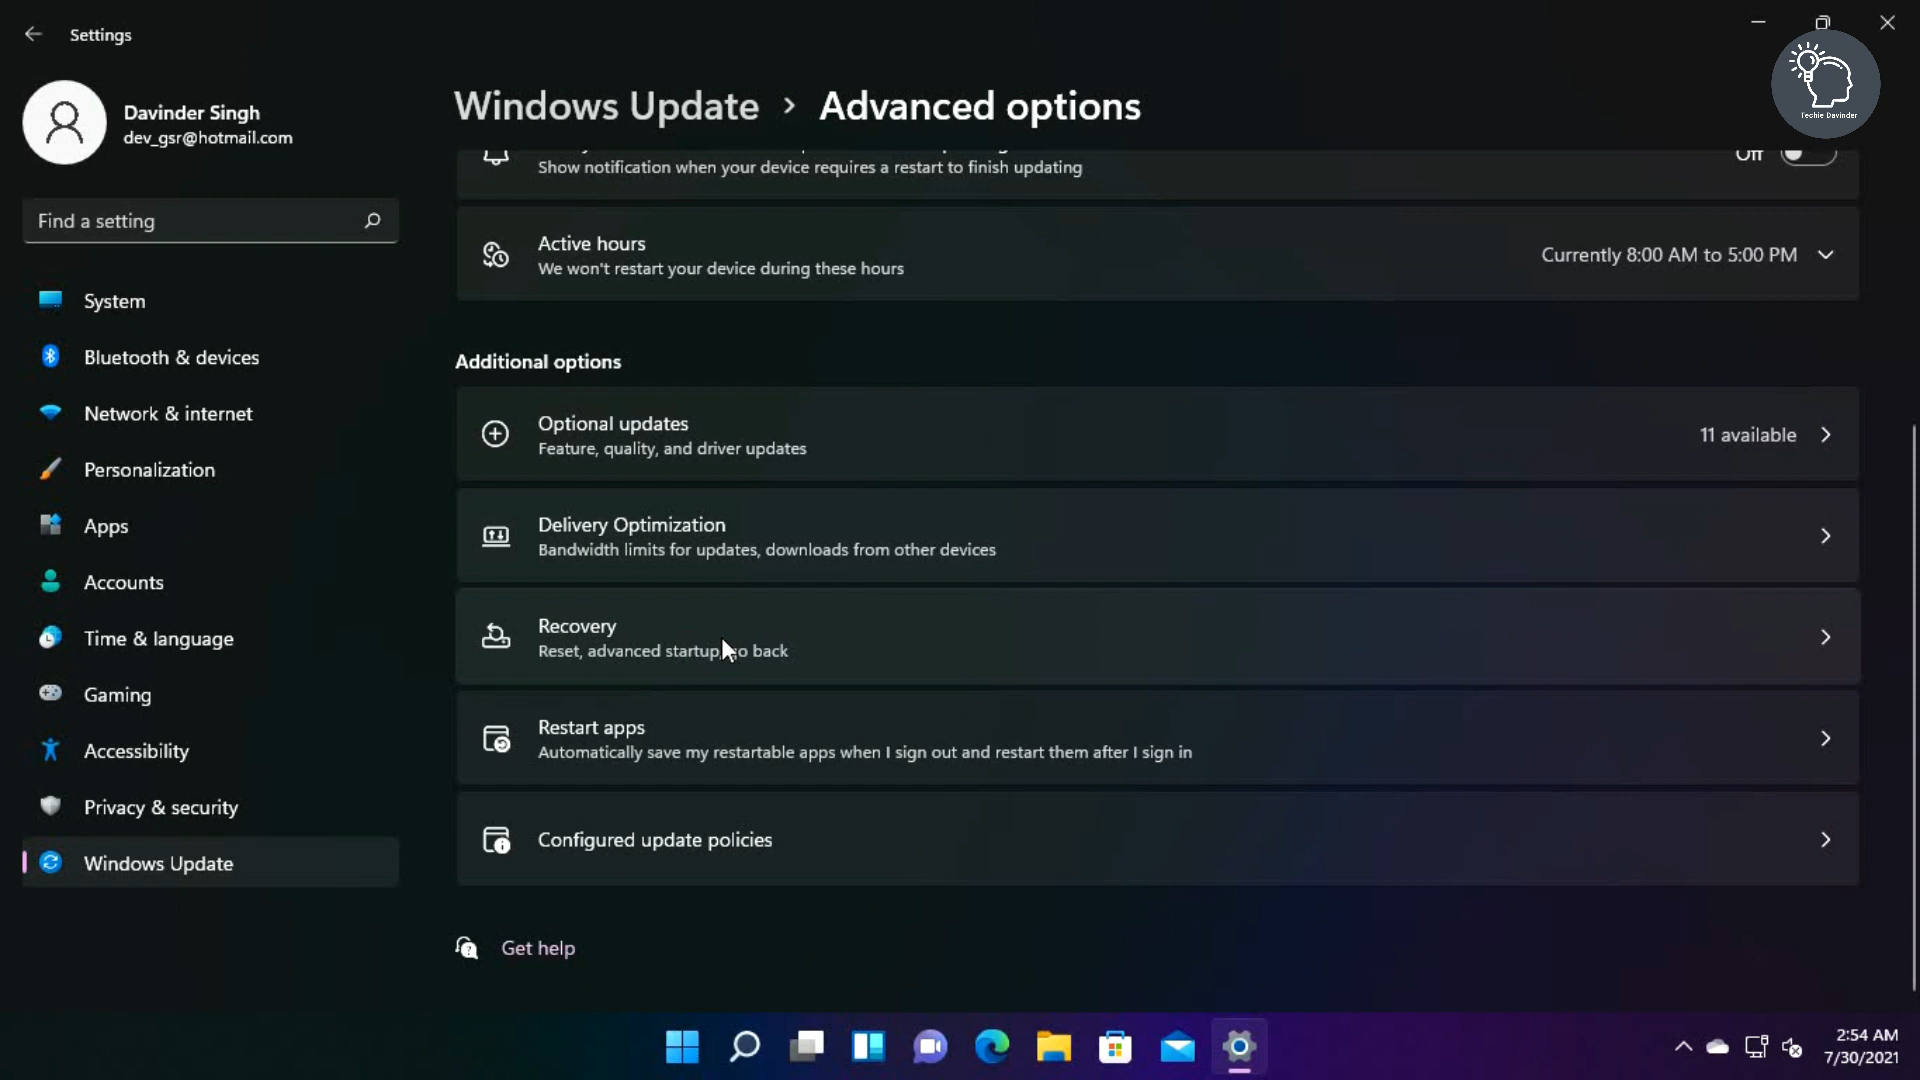 Settings
Davinder Singh
dev_gsr@hotmail.com
Find a setting
System
Bluetooth & devices
Network & internet
Personalization
Apps
Accounts
Time & language
Gaming
Accessibility
Privacy & security
Windows Update
Techie Davinder
Windows Update > Advanced options
Show notification when your device requires a restart to finish updating
Off
Active hours
We won't restart your device during these hours
Currently 8:00 AM to 5:00 PM
Additional options
Optional updates
Feature, quality, and driver updates
11 available
Delivery Optimization
Bandwidth limits for updates, downloads from other devices
Recovery
Reset, advanced startup, go back
Restart apps
Automatically save my restartable apps when I sign out and restart them after I sign in
Configured update policies
Get help
2:54 AM
7/30/2021